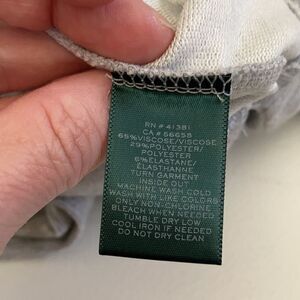 RN # 41381
CA # 56658
65% VISCOSE/VISCOSE
29% POLYESTER/
POLYESTER
6% ELASTANE/
ÉLASTHANNE
TURN GARMENT
INSIDE OUT
MACHINE WASH COLD
WASH WITH LIKE COLORS
ONLY NON-CHLORINE
BLEACH WHEN NEEDED
TUMBLE DRY LOW
COOL IRON IF NEEDED
DO NOT DRY CLEAN